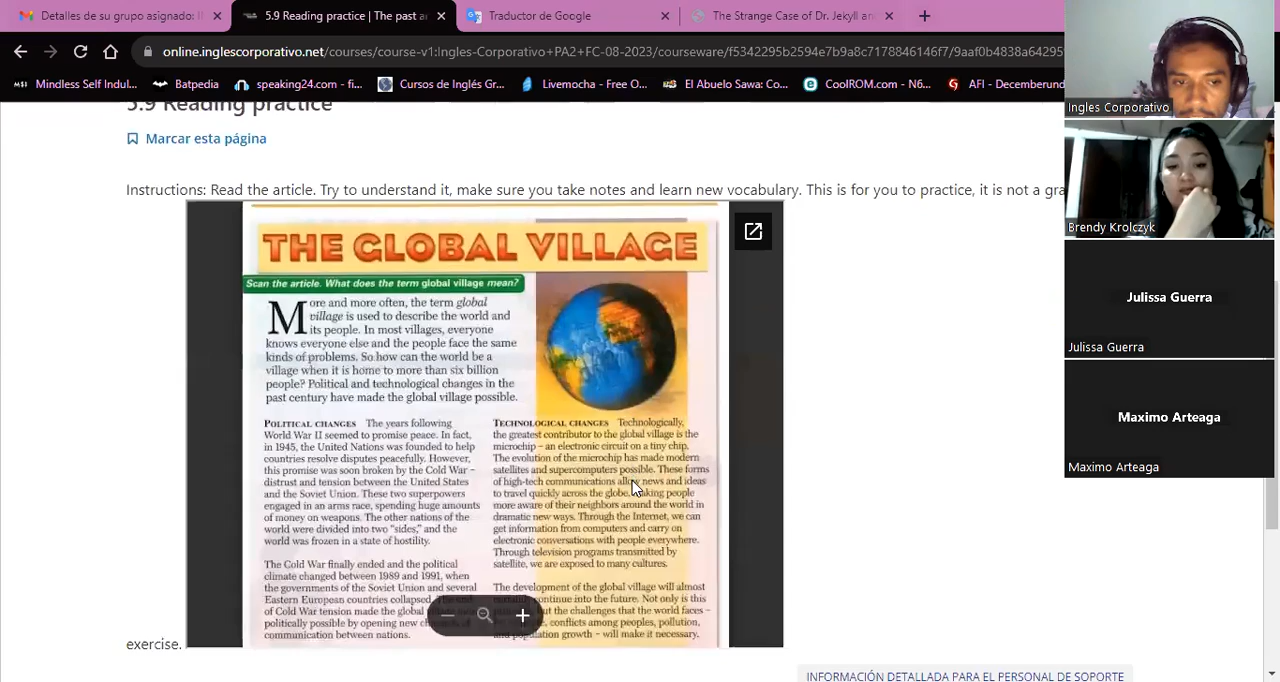 Detalles de su grupo asignado: I
5.9 Reading practice | The past a
Traductor de Google
The Strange Case of Dr. Jekyll an
online.inglescorporativo.net/courses/course-v1:Ingles-Corporativo+PA2+FC-08-2023/courseware/f5342295b2594e7b9a8c7178846146f7/9aaf0b4838a64295
Mindless Self Indul...
Batpedia
speaking24.com - fi...
Cursos de Inglés Gr...
Livemocha - Free O...
El Abuelo Sawa: Co...
CoolROM.com - N6...
AFI - Decemberund
5.9 Reading practice
Marcar esta página
Instructions: Read the article. Try to understand it, make sure you take notes and learn new vocabulary. This is for you to practice, it is not a gra
THE GLOBAL VILLAGE
Scan the article. What does the term global village mean?
More and more often, the term global
village is used to describe the world and
its people. In most villages, everyone
knows everyone else and the people face the same
kinds of problems. So how can the world be a
village when it is home to more than six billion
people? Political and technological changes in the
past century have made the global village possible.
POLITICAL CHANGES The years following
World War II seemed to promise peace. In fact,
in 1945, the United Nations was founded to help
countries resolve disputes peacefully. However,
this promise was soon broken by the Cold War –
distrust and tension between the United States
and the Soviet Union. These two superpowers
engaged in an arms race, spending huge amounts
of money on weapons. The other nations of the
world were divided into two "sides," and the
world was frozen in a state of hostility.
The Cold War finally ended and the political
climate changed between 1989 and 1991, when
the governments of the Soviet Union and several
Eastern European countries collapsed.
of Cold War tension made the global
politically possible by opening new
communication between nations.
TECHNOLOGICAL CHANGES Technologically,
the greatest contributor to the global village is the
microchip – an electronic circuit on a tiny chip.
The evolution of the microchip has made modern
satellites and supercomputers possible. These forms
of high-tech communications allow news and ideas
to travel quickly across the globe, making people
more aware of their neighbors around the world in
dramatic new ways. Through the Internet, we can
get information from computers and carry on
electronic conversations with people everywhere.
Through television programs transmitted by
satellite, we are exposed to many cultures.
The development of the global village will almost
continue into the future. Not only is this
but the challenges that the world faces –
conflicts among peoples, pollution,
and population growth – will make it necessary.
exercise.
INFORMACIÓN DETALLADA PARA EL PERSONAL DE SOPORTE
Ingles Corporativo
Brendy Krolczyk
Julissa Guerra
Julissa Guerra
Maximo Arteaga
Maximo Arteaga